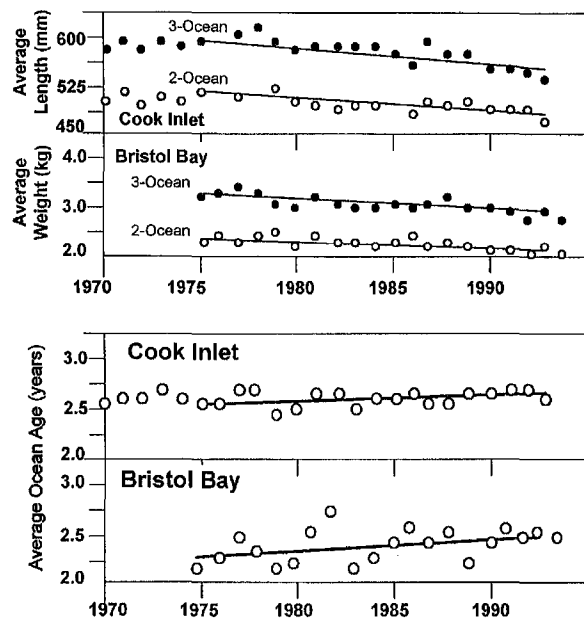 Average
Length (mm)
600
525
450
3-Ocean
2-Ocean
Cook Inlet
Average
Weight (kg)
4.0
3.0
2.0
Bristol Bay
3-Ocean
2-Ocean
1970 1975 1980 1985 1990
Average Ocean Age (years)
3.0
2.5
2.0
Cook Inlet
3.0
2.5
2.0
Bristol Bay
1970 1975 1980 1985 1990